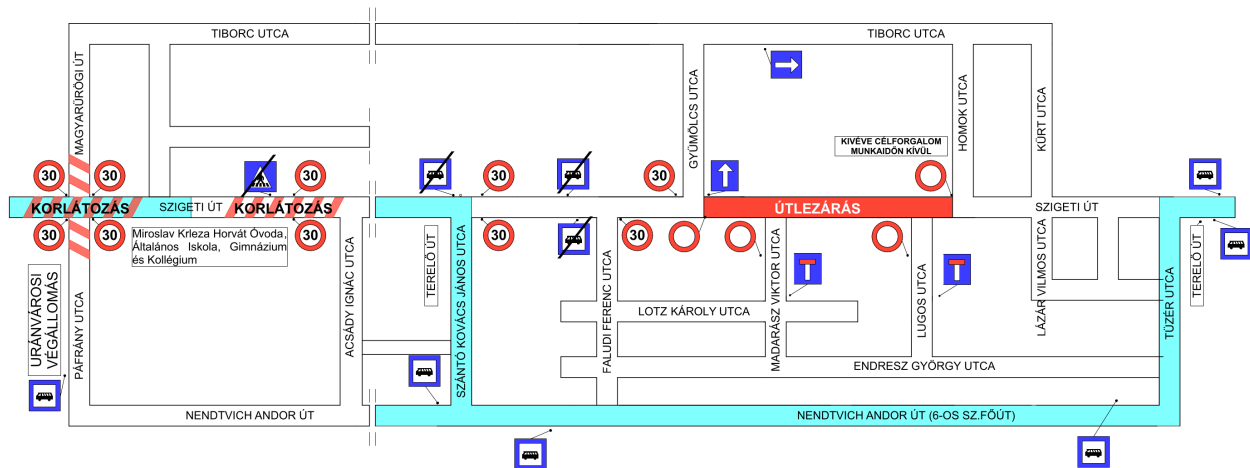 TIBORC UTCA
TIBORC UTCA
MAGYARÜRÖGI ÚT
GYÜMÖLCS UTCA
HOMOK UTCA
KÜRT UTCA
KIVÉVE CÉLFORGALOM
MUNKAIDŐN KÍVÜL
30
30
30
30
30
KORLÁTOZÁS
SZIGETI ÚT
KORLÁTOZÁS
ÚTLEZÁRÁS
SZIGETI ÚT
30
30
30
30
30
Miroslav Krleza Horvát Óvoda,
Általános Iskola, Gimnázium
és Kollégium
URÁNVÁROSI
VÉGÁLLOMÁS
PÁFRÁNY UTCA
ACSÁDY IGNÁC UTCA
TERELŐ ÚT
SZÁNTÓ KOVÁCS JÁNOS UTCA
FALUDI FERENC UTCA
LOTZ KÁROLY UTCA
MADARÁSZ VIKTOR UTCA
LUGOS UTCA
LÁZÁR VILMOS UTCA
TÜZÉR UTCA
TERELŐ ÚT
ENDRESZ GYÖRGY UTCA
NENDTVICH ANDOR ÚT
NENDTVICH ANDOR ÚT (6-OS SZ.FŐÚT)